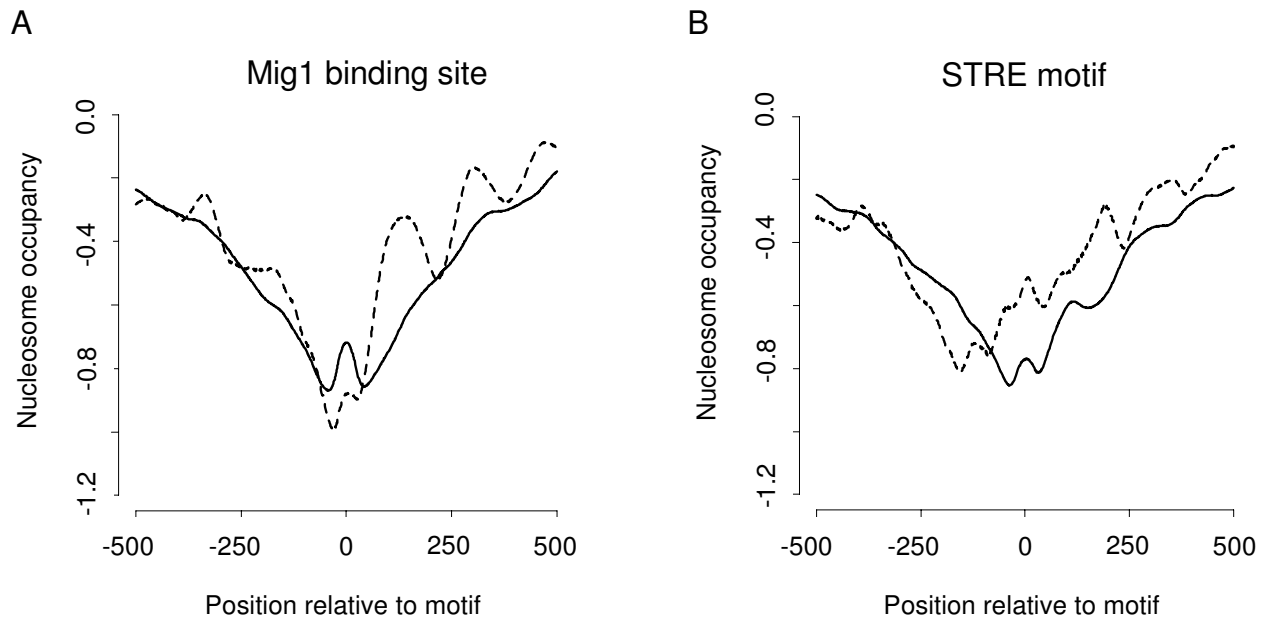 A
Mig1 binding site
Nucleosome occupancy
0.0
-0.4
-0.8
-1.2
-500
-250
0
250
500
Position relative to motif
B
STRE motif
Nucleosome occupancy
0.0
-0.4
-0.8
-1.2
-500
-250
0
250
500
Position relative to motif